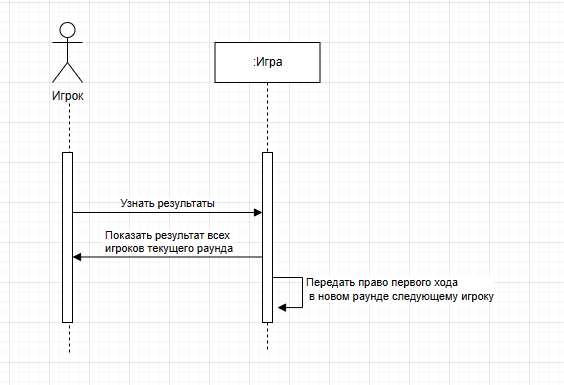 :Игра
Игрок
Узнать результаты
Показать результат всех
игроков текущего раунда
Передать право первого хода
в новом раунде следующему игроку